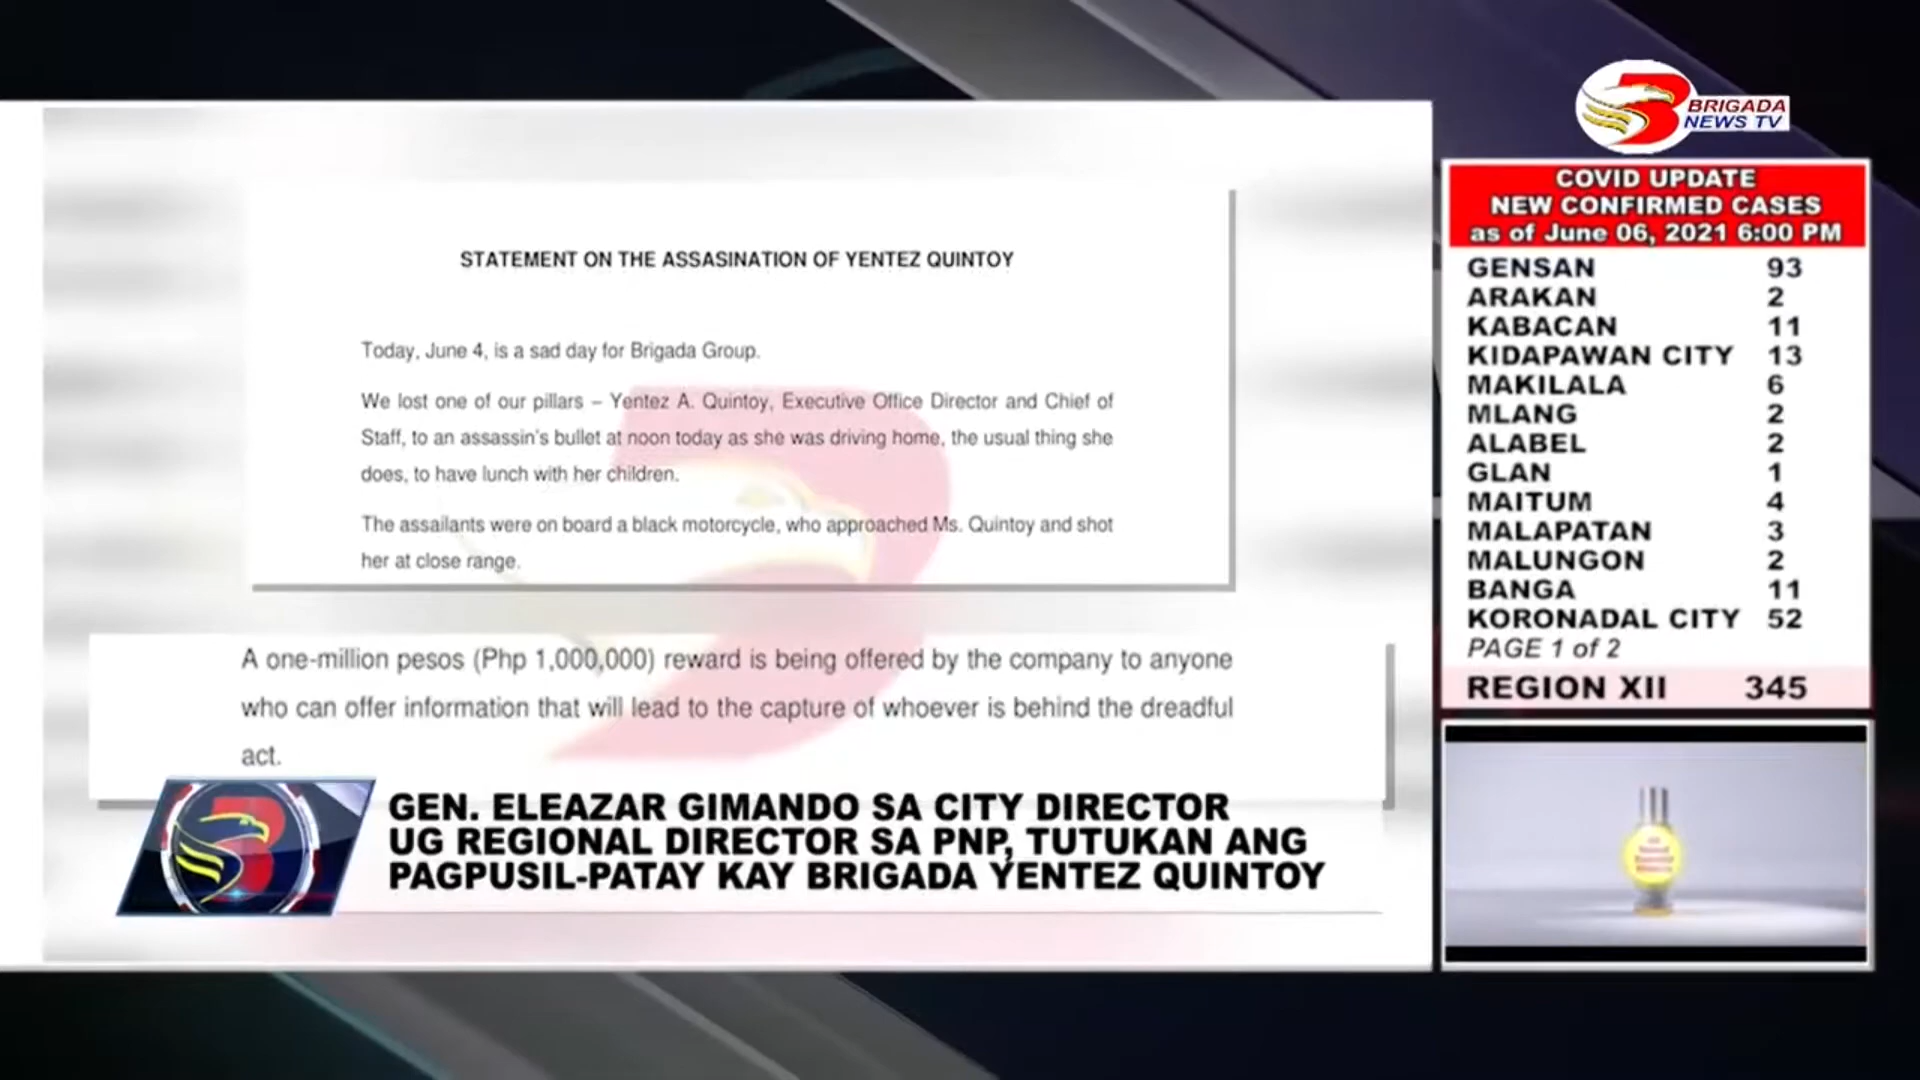 BRIGADA
NEWS TV
STATEMENT ON THE ASSASINATION OF YENTEZ QUINTOY
Today, June 4, is a sad day for Brigada Group.
We lost one of our pillars – Yentez A. Quintoy, Executive Office Director and Chief of
Staff, to an assassin's bullet at noon today as she was driving home, the usual thing she
does, to have lunch with her children.
The assailants were on board a black motorcycle, who approached Ms. Quintoy and shot
her at close range.
A one-million pesos (Php 1,000,000) reward is being offered by the company to anyone
who can offer information that will lead to the capture of whoever is behind the dreadful
act.
GEN. ELEAZAR GIMANDO SA CITY DIRECTOR
UG REGIONAL DIRECTOR SA PNP, TUTUKAN ANG
PAGPUSIL-PATAY KAY BRIGADA YENTEZ QUINTOY
COVID UPDATE
NEW CONFIRMED CASES
as of June 06, 2021 6:00 PM
GENSAN 93
ARAKAN 2
KABACAN 11
KIDAPAWAN CITY 13
MAKILALA 6
MLANG 2
ALABEL 2
GLAN 1
MAITUM 4
MALAPATAN 3
MALUNGON 2
BANGA 11
KORONADAL CITY 52
PAGE 1 of 2
REGION XII 345